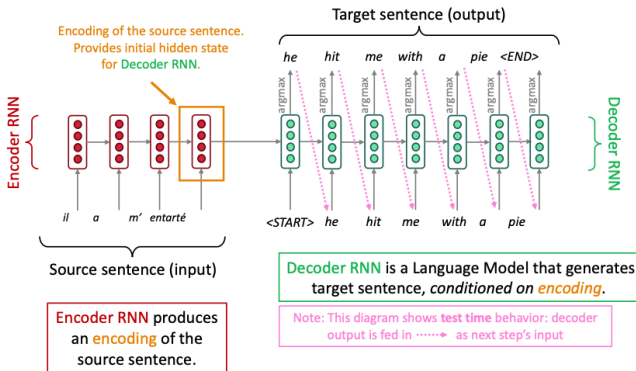 Target sentence (output)
Encoding of the source sentence.
Provides initial hidden state
for Decoder RNN.
he hit me with a pie <END>
argmax argmax argmax argmax argmax argmax argmax
Encoder RNN
Decoder RNN
il a m' entarté
<START> he hit me with a pie
Source sentence (input)
Decoder RNN is a Language Model that generates
target sentence, conditioned on encoding.
Encoder RNN produces
an encoding of the
source sentence.
Note: This diagram shows test time behavior: decoder
output is fed in as next step's input